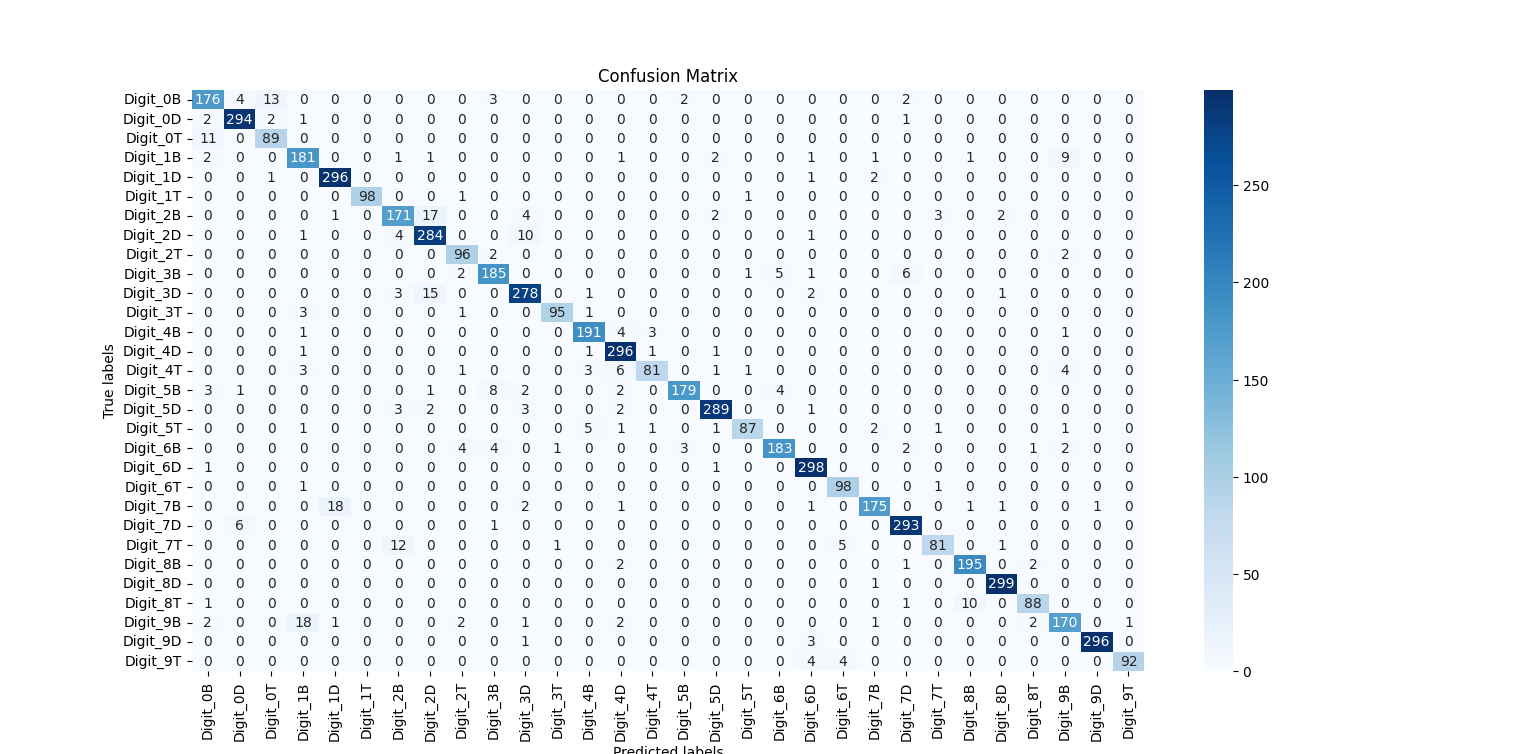 Confusion Matrix
Digit_0B 176 4 13 0 0 0 0 0 0 3 0 0 0 0 0 2 0 0 0 0 0 0 2 0 0 0 0 0 0 0
Digit_0D 2 294 2 1 0 0 0 0 0 0 0 0 0 0 0 0 0 0 0 0 0 0 1 0 0 0 0 0 0 0
Digit_0T 11 0 89 0 0 0 0 0 0 0 0 0 0 0 0 0 0 0 0 0 0 0 0 0 0 0 0 0 0 0
Digit_1B 2 0 0 181 0 0 1 1 0 0 0 0 0 1 0 0 2 0 0 1 0 1 0 0 1 0 0 9 0 0
Digit_1D 0 0 1 0 296 0 0 0 0 0 0 0 0 0 0 0 0 0 0 1 0 2 0 0 0 0 0 0 0 0
Digit_1T 0 0 0 0 0 98 0 0 1 0 0 0 0 0 0 0 0 1 0 0 0 0 0 0 0 0 0 0 0 0
Digit_2B 0 0 0 0 1 0 171 17 0 0 4 0 0 0 0 0 2 0 0 0 0 0 0 3 0 2 0 0 0 0
Digit_2D 0 0 0 1 0 0 4 284 0 0 10 0 0 0 0 0 0 0 0 1 0 0 0 0 0 0 0 0 0 0
Digit_2T 0 0 0 0 0 0 0 0 96 2 0 0 0 0 0 0 0 0 0 0 0 0 0 0 0 0 0 2 0 0
Digit_3B 0 0 0 0 0 0 0 0 2 185 0 0 0 0 0 0 0 1 5 1 0 0 6 0 0 0 0 0 0 0
Digit_3D 0 0 0 0 0 0 3 15 0 0 278 0 1 0 0 0 0 0 0 2 0 0 0 0 0 1 0 0 0 0
Digit_3T 0 0 0 3 0 0 0 0 1 0 0 95 1 0 0 0 0 0 0 0 0 0 0 0 0 0 0 0 0 0
Digit_4B 0 0 0 1 0 0 0 0 0 0 0 0 191 4 3 0 0 0 0 0 0 0 0 0 0 0 0 1 0 0
Digit_4D 0 0 0 1 0 0 0 0 0 0 0 0 1 296 1 0 1 0 0 0 0 0 0 0 0 0 0 0 0 0
Digit_4T 0 0 0 3 0 0 0 0 1 0 0 0 3 6 81 0 1 1 0 0 0 0 0 0 0 0 0 4 0 0
Digit_5B 3 1 0 0 0 0 0 1 0 8 2 0 0 2 0 179 0 0 4 0 0 0 0 0 0 0 0 0 0 0
Digit_5D 0 0 0 0 0 0 3 2 0 0 3 0 0 2 0 0 289 0 0 1 0 0 0 0 0 0 0 0 0 0
Digit_5T 0 0 0 1 0 0 0 0 0 0 0 0 5 1 1 0 1 87 0 0 0 2 0 1 0 0 0 1 0 0
Digit_6B 0 0 0 0 0 0 0 0 4 4 0 1 0 0 0 3 0 0 183 0 0 0 2 0 0 0 1 2 0 0
Digit_6D 1 0 0 0 0 0 0 0 0 0 0 0 0 0 0 0 1 0 0 298 0 0 0 0 0 0 0 0 0 0
Digit_6T 0 0 0 1 0 0 0 0 0 0 0 0 0 0 0 0 0 0 0 0 98 0 0 1 0 0 0 0 0 0
Digit_7B 0 0 0 0 18 0 0 0 0 0 2 0 0 1 0 0 0 0 0 1 0 175 0 0 1 1 0 0 1 0
Digit_7D 0 6 0 0 0 0 0 0 0 1 0 0 0 0 0 0 0 0 0 0 0 0 293 0 0 0 0 0 0 0
Digit_7T 0 0 0 0 0 0 12 0 0 0 0 1 0 0 0 0 0 0 0 0 5 0 0 81 0 1 0 0 0 0
Digit_8B 0 0 0 0 0 0 0 0 0 0 0 0 0 2 0 0 0 0 0 0 0 0 1 0 195 0 2 0 0 0
Digit_8D 0 0 0 0 0 0 0 0 0 0 0 0 0 0 0 0 0 0 0 0 0 1 0 0 0 299 0 0 0 0
Digit_8T 1 0 0 0 0 0 0 0 0 0 0 0 0 0 0 0 0 0 0 0 0 0 1 0 10 0 88 0 0 0
Digit_9B 2 0 0 18 1 0 0 0 2 0 1 0 0 2 0 0 0 0 0 0 0 1 0 0 0 0 2 170 0 1
Digit_9D 0 0 0 0 0 0 0 0 0 0 1 0 0 0 0 0 0 0 0 3 0 0 0 0 0 0 0 0 296 0
Digit_9T 0 0 0 0 0 0 0 0 0 0 0 0 0 0 0 0 0 0 0 4 4 0 0 0 0 0 0 0 0 92
True labels
Digit_0B Digit_0D Digit_0T Digit_1B Digit_1D Digit_1T Digit_2B Digit_2D Digit_2T Digit_3B Digit_3D Digit_3T Digit_4B Digit_4D Digit_4T Digit_5B Digit_5D Digit_5T Digit_6B Digit_6D Digit_6T Digit_7B Digit_7D Digit_7T Digit_8B Digit_8D Digit_8T Digit_9B Digit_9D Digit_9T
Predicted labels
250
200
150
100
50
0